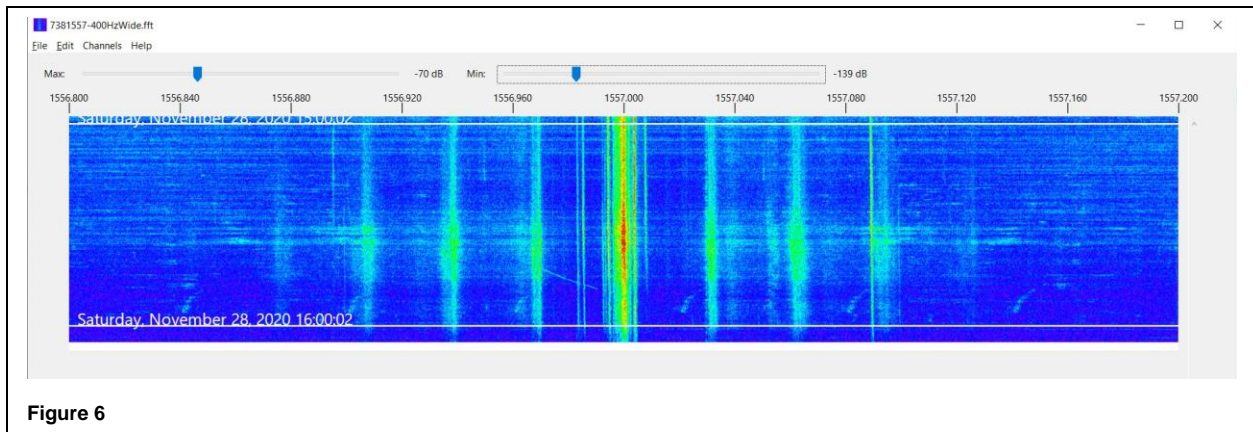 7381557-400HzWide.fft
File Edit Channels Help
Max: -70 dB Min: -139 dB
1556.800 1556.840 1556.880 1556.920 1556.960 1557.000 1557.040 1557.080 1557.120 1557.160 1557.200
Saturday, November 28, 2020 15:00:02
Saturday, November 28, 2020 16:00:02
Figure 6